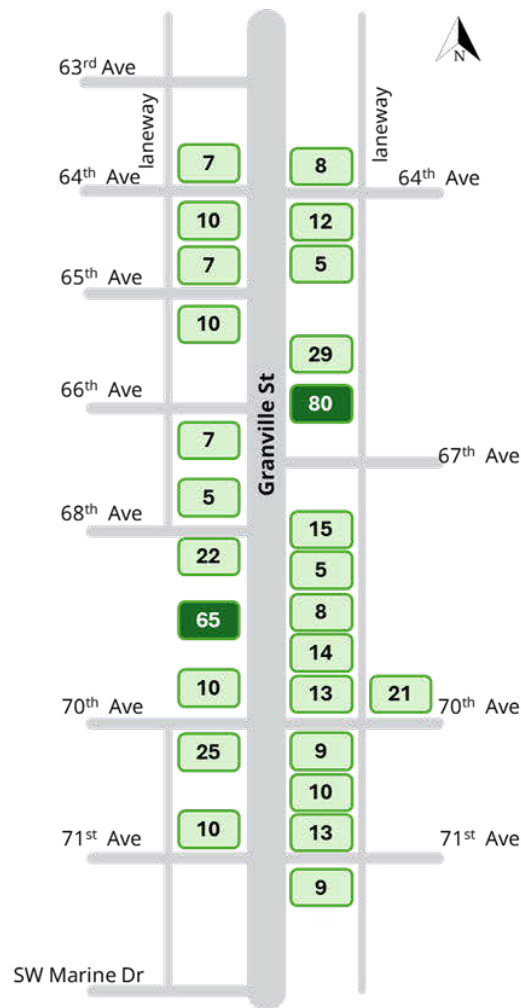 63rd Ave
N
laneway
laneway
7
8
64th Ave
64th Ave
10
12
7
5
65th Ave
10
29
66th Ave
80
Granville St
7
67th Ave
5
68th Ave
15
22
5
65
8
14
10
13
21
70th Ave
70th Ave
25
9
10
10
13
71st Ave
71st Ave
9
SW Marine Dr